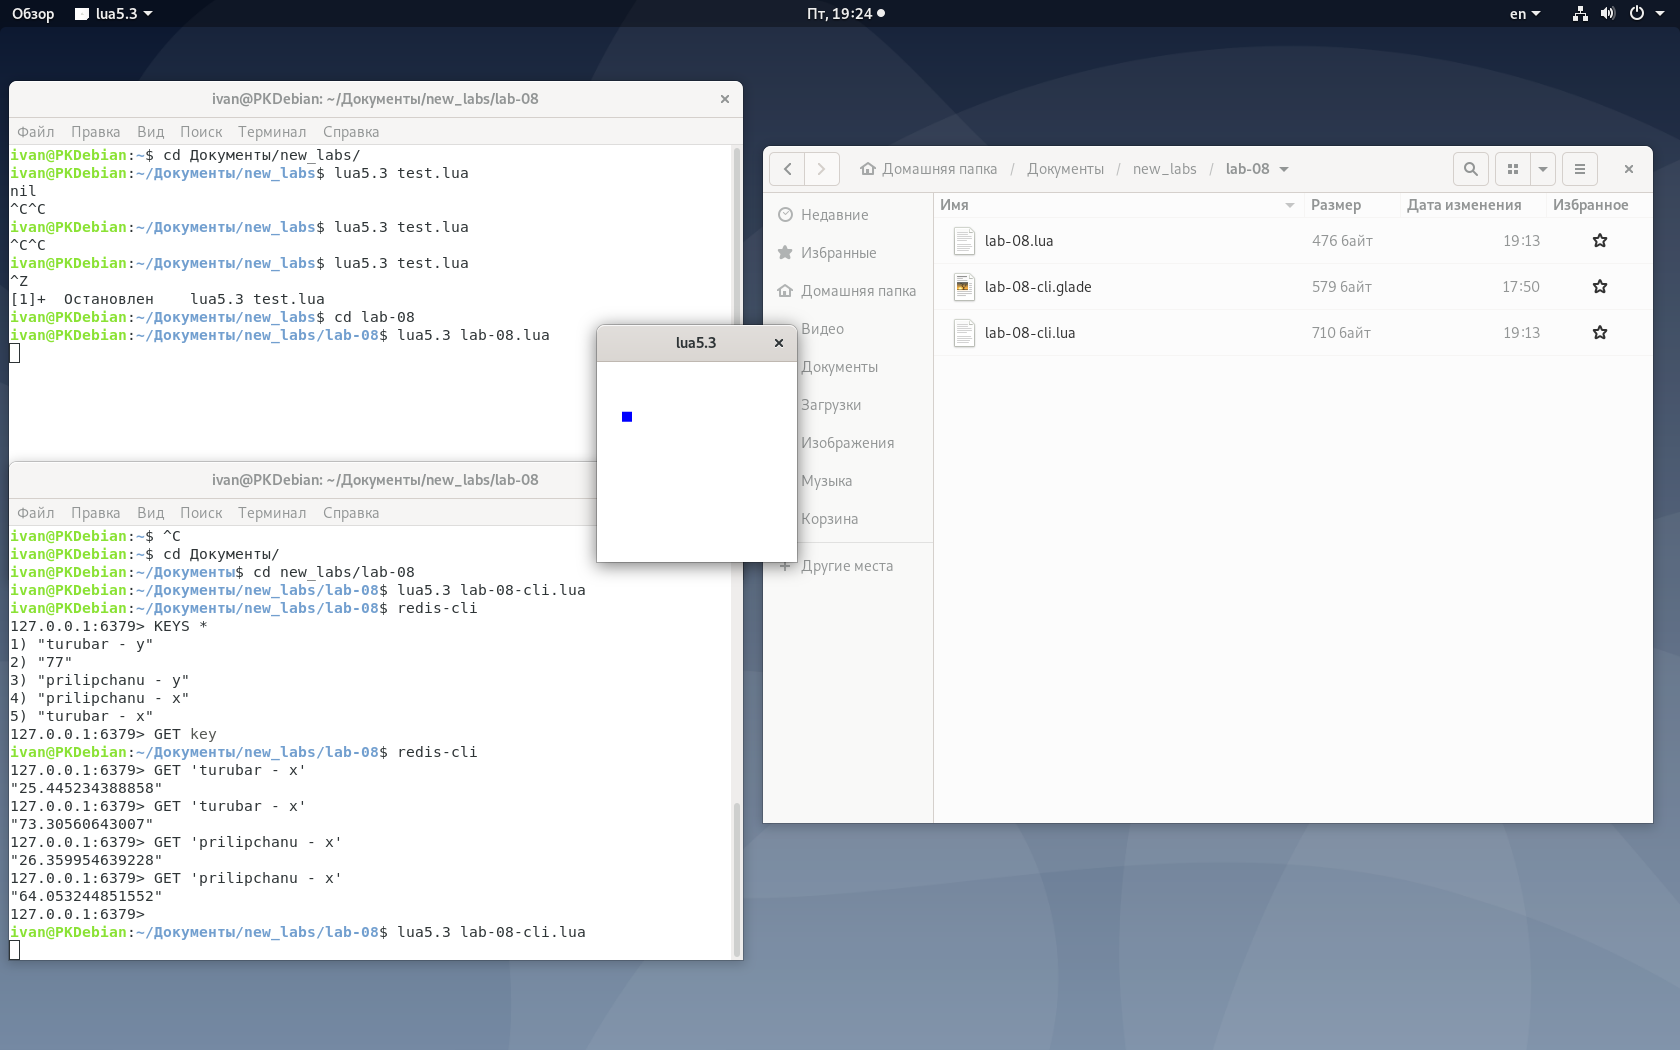 Обзор lua5.3 Пт, 19:24 en
ivan@PKDebian: ~/Документы/new_labs/lab-08
Файл Правка Вид Поиск Терминал Справка
ivan@PKDebian:~$ cd Документы/new_labs/
ivan@PKDebian:~/Документы/new_labs$ lua5.3 test.lua
nil
^C^C
ivan@PKDebian:~/Документы/new_labs$ lua5.3 test.lua
^C^C
ivan@PKDebian:~/Документы/new_labs$ lua5.3 test.lua
^Z
[1]+  Остановлен    lua5.3 test.lua
ivan@PKDebian:~/Документы/new_labs$ cd lab-08
ivan@PKDebian:~/Документы/new_labs/lab-08$ lua5.3 lab-08.lua
lua5.3
ivan@PKDebian: ~/Документы/new_labs/lab-08
Файл Правка Вид Поиск Терминал Справка
ivan@PKDebian:~$ ^C
ivan@PKDebian:~$ cd Документы/
ivan@PKDebian:~/Документы$ cd new_labs/lab-08
ivan@PKDebian:~/Документы/new_labs/lab-08$ lua5.3 lab-08-cli.lua
ivan@PKDebian:~/Документы/new_labs/lab-08$ redis-cli
127.0.0.1:6379> KEYS *
1) "turubar - y"
2) "77"
3) "prilipchanu - y"
4) "prilipchanu - x"
5) "turubar - x"
127.0.0.1:6379> GET key
ivan@PKDebian:~/Документы/new_labs/lab-08$ redis-cli
127.0.0.1:6379> GET 'turubar - x'
"25.445234388858"
127.0.0.1:6379> GET 'turubar - x'
"73.30560643007"
127.0.0.1:6379> GET 'prilipchanu - x'
"26.359954639228"
127.0.0.1:6379> GET 'prilipchanu - x'
"64.053244851552"
127.0.0.1:6379>
ivan@PKDebian:~/Документы/new_labs/lab-08$ lua5.3 lab-08-cli.lua
Домашняя папка / Документы / new_labs / lab-08
Недавние
Избранные
Домашняя папка
Видео
Документы
Загрузки
Изображения
Музыка
Корзина
+ Другие места
Имя Размер Дата изменения Избранное
lab-08.lua 476 байт 19:13
lab-08-cli.glade 579 байт 17:50
lab-08-cli.lua 710 байт 19:13